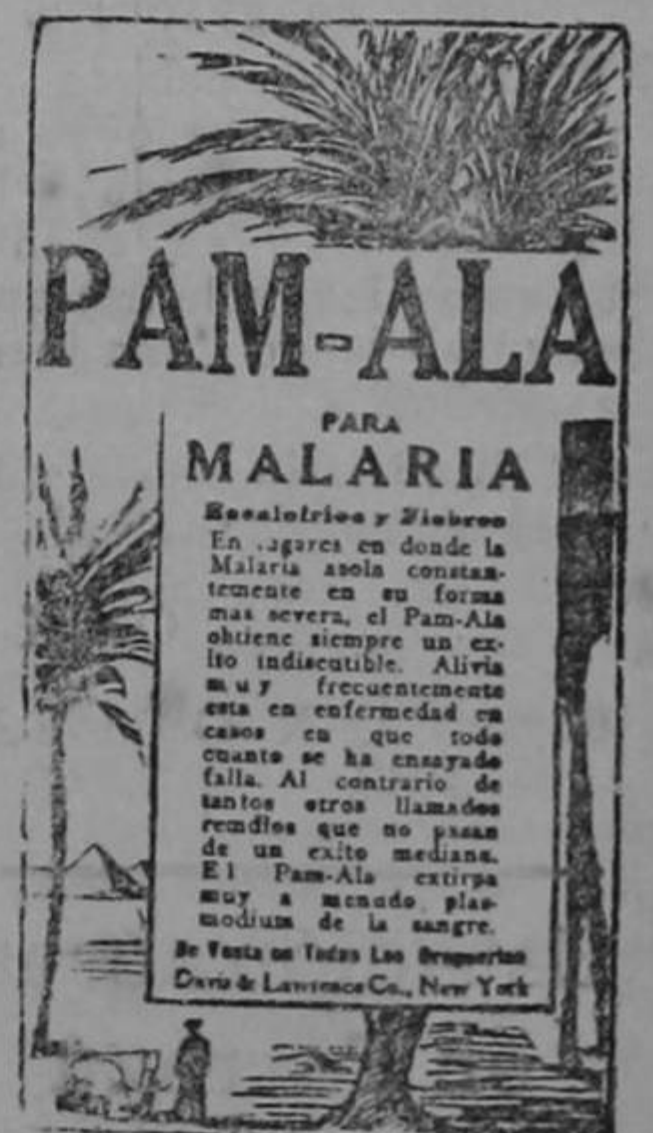 PAM-ALA
PARA
MALARIA
Escalofrios y Fiebres
En lugares en donde la
Malaria asola constan-
temente en su forma
mas severa, el Pam-Ala
obtiene siempre un ex-
ito indiscutible. Alivia
muy frecuentemente
esta en enfermedad en
casos en que todo
cuanto se ha ensayado
falla. Al contrario de
tantos otros llamados
remdios que no pasan
de un exito mediana.
El Pam-Ala extirpa
muy a menudo plas-
modium de la sangre.
De Venta en Todas Las Droguerias
Davis & Lawrence Co., New York